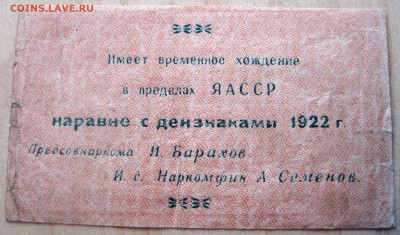 COINS.LAVE.RU
Имеет временное хождение
в пределах ЯАССР
наравне с дензнаками 1922 г.
Предсовнаркома И. Барахов.
И. д. Наркомфин А. Семенов.